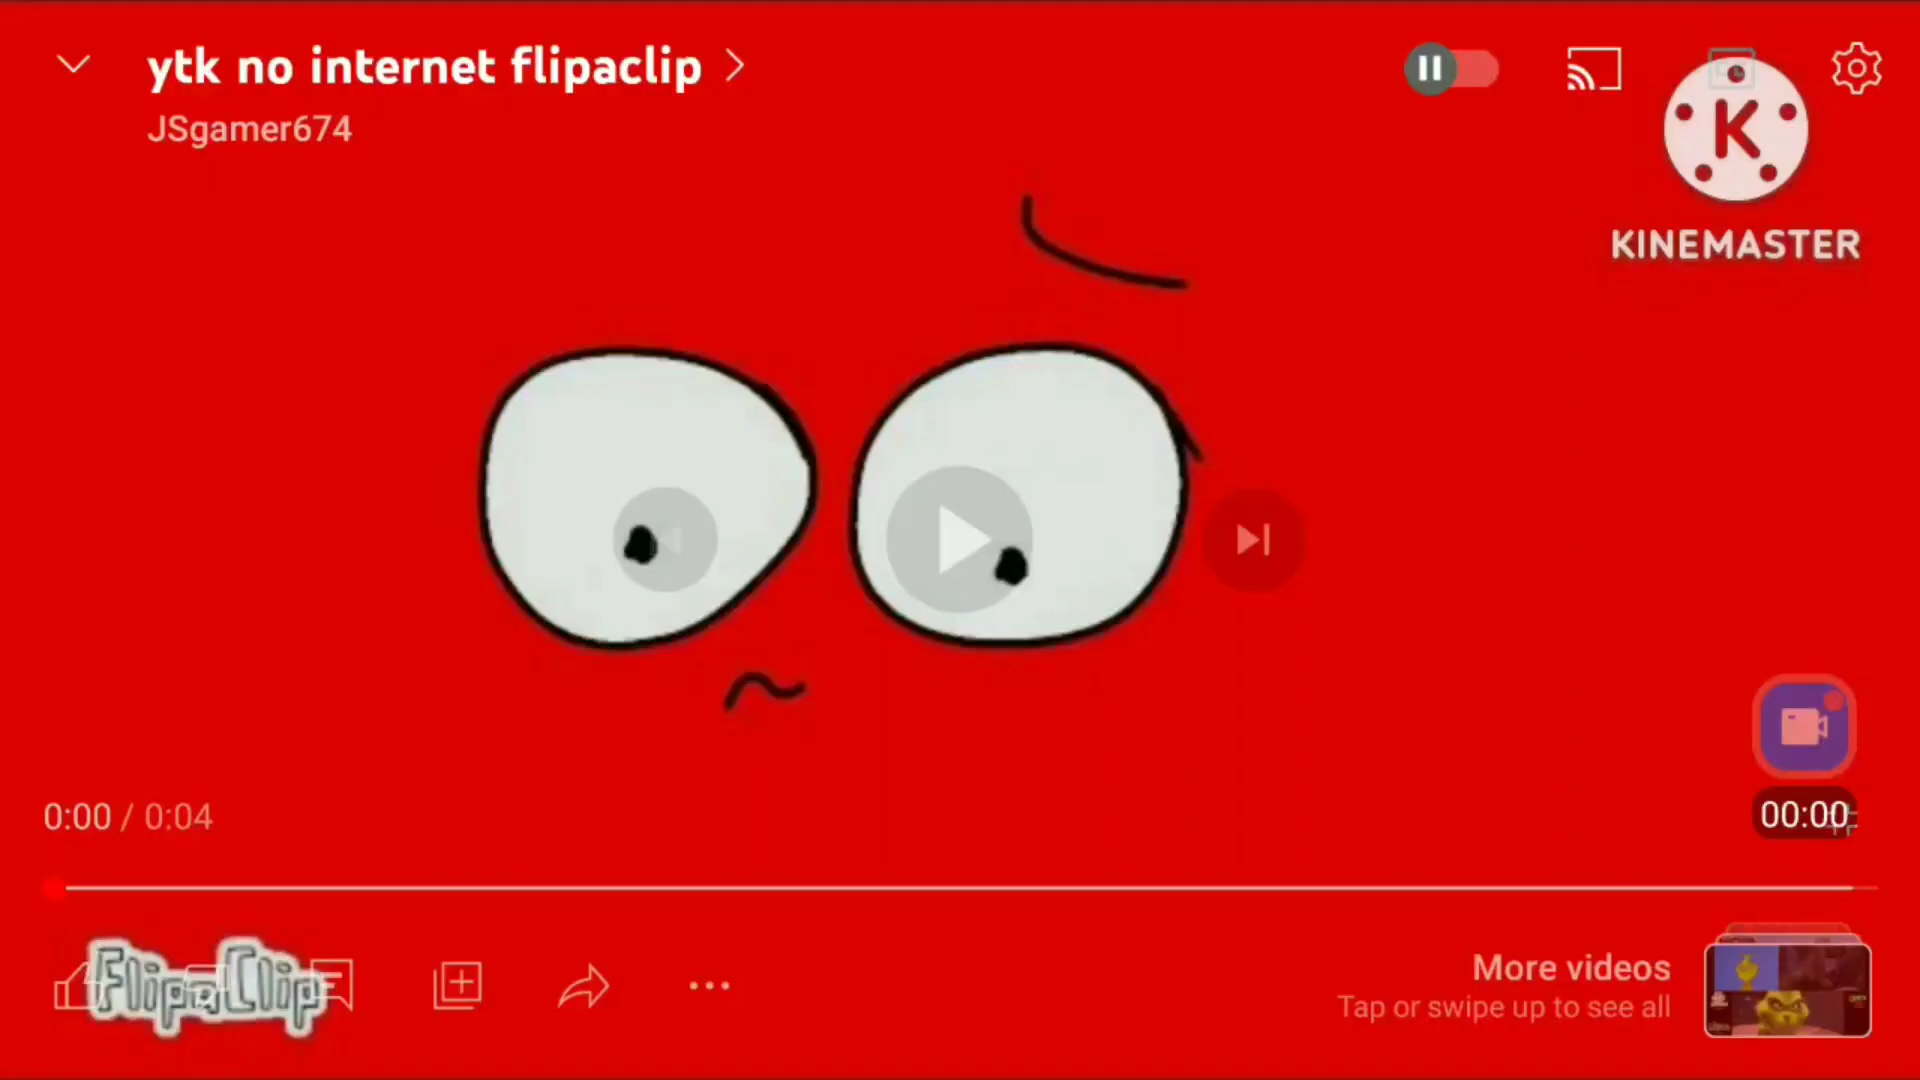 ytk no internet flipaclip
JSgamer674
K
KINEMASTER
0:00 / 0:04
00:00
FlipaClip
More videos
Tap or swipe up to see all